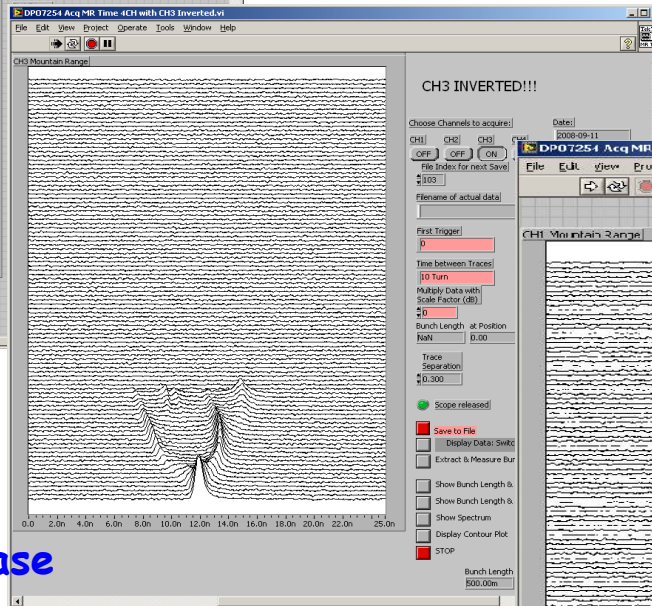 DPO7254 Acq MR Time 4CH with CH3 Inverted.vi
File Edit View Project Operate Tools Window Help
CH3 Mountain Range
CH3 INVERTED!!!
Choose Channels to acquire:
Date:
2008-09-11
CH1 CH2 CH3
OFF OFF ON
File Index for next Save
103
Filename of actual data
First Trigger
0
Time between Traces
10 Turn
Multiply Data with
Scale Factor (dB)
0
Bunch Length at Position
NaN 0.00
Trace
Separation
0.300
Scope released
Save to File
Display Data: Switc
Extract & Measure Bur
Show Bunch Length &
Show Bunch Length &
Show Spectrum
Display Contour Plot
STOP
Bunch Length
500.00m
0.0 2.0n 4.0n 6.0n 8.0n 10.0n 12.0n 14.0n 16.0n 18.0n 20.0n 22.0n 25.0n
DPO7254 Acq MR
File Edit View Pro
CH1 Mountain Range
ase